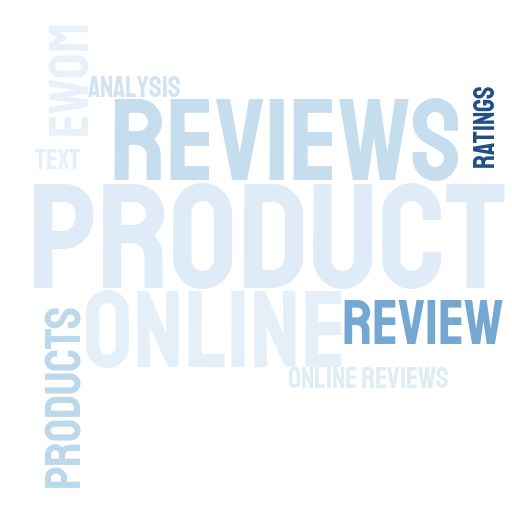 EWOM
ANALYSIS
REVIEWS
RATINGS
TEXT
PRODUCT
ONLINE
REVIEW
ONLINE REVIEWS
PRODUCTS